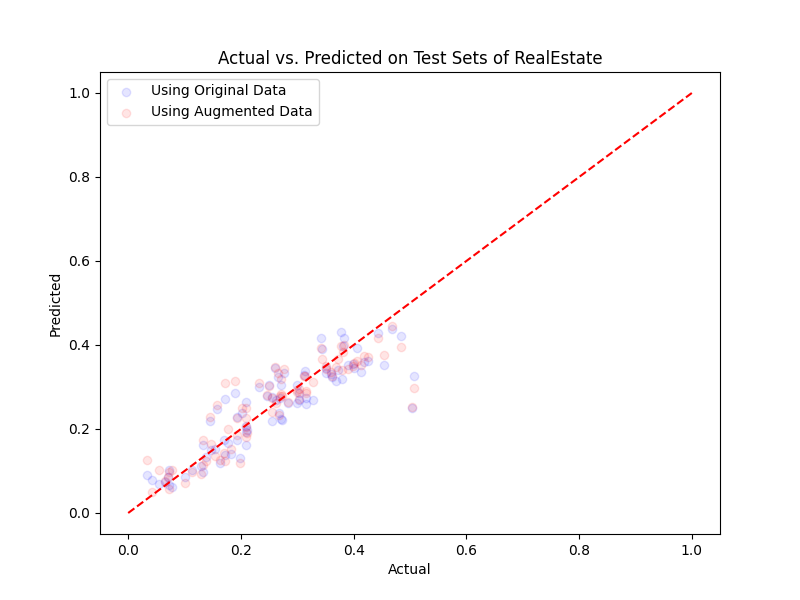 Actual vs. Predicted on Test Sets of RealEstate
Using Original Data
Using Augmented Data
1.0
0.8
0.6
0.4
0.2
0.0
Predicted
0.0 0.2 0.4 0.6 0.8 1.0
Actual